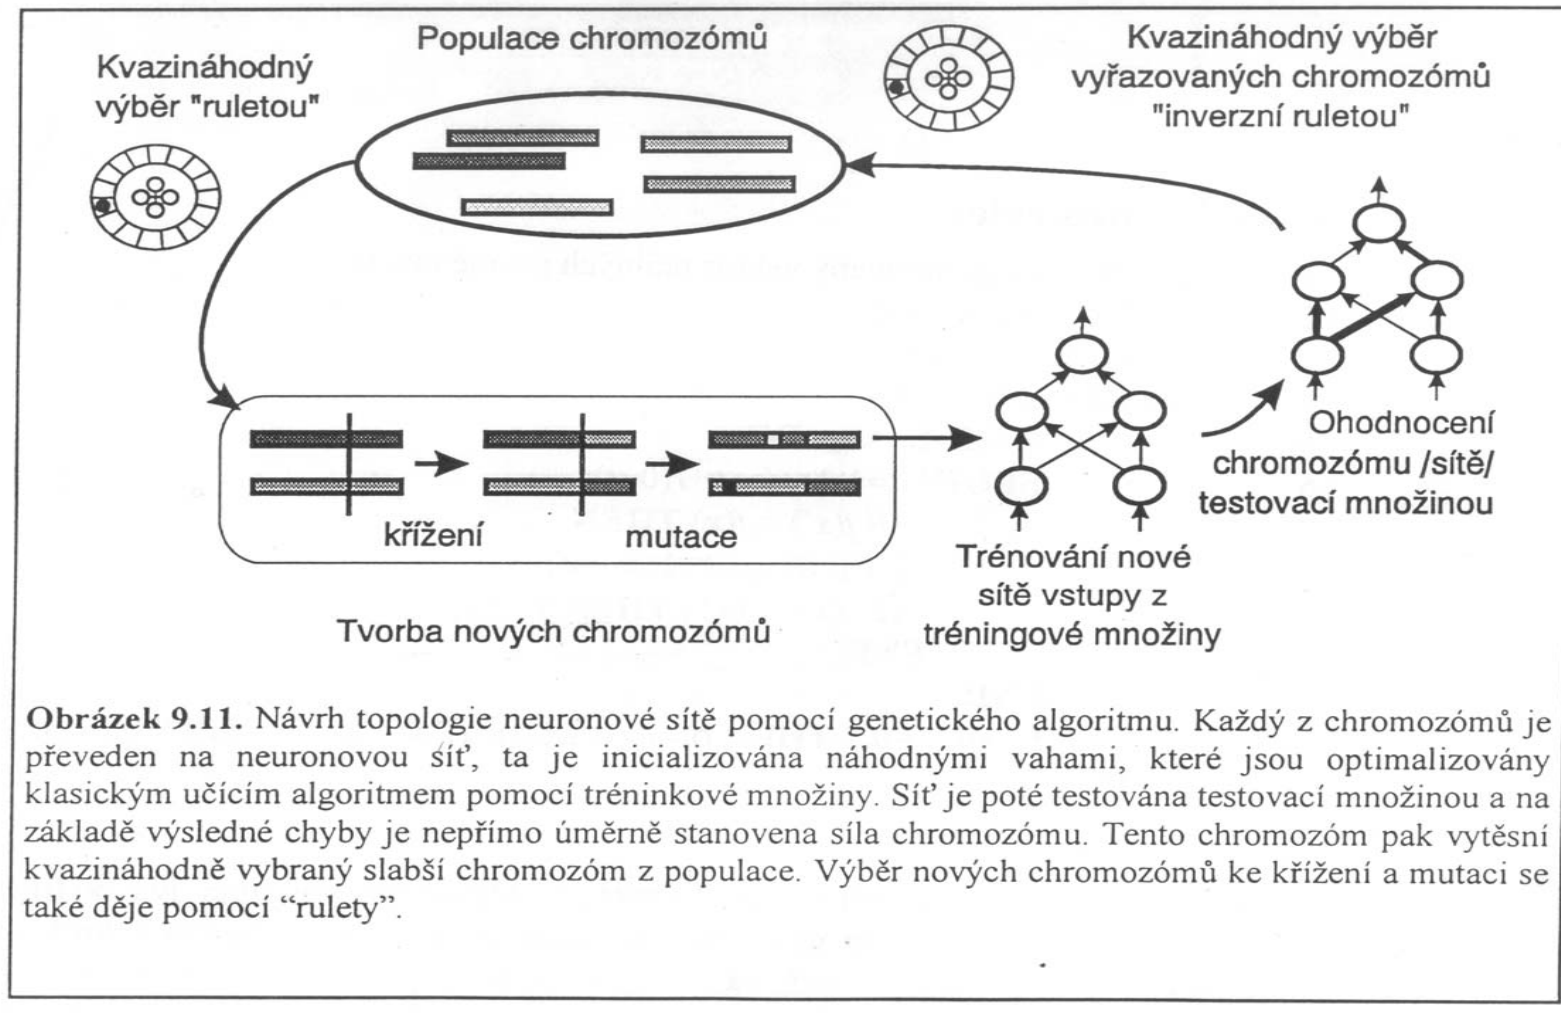 Populace chromozómů
Kvazináhodný
výběr "ruletou"
Kvazináhodný výběr
vyřazovaných chromozómů
"inverzní ruletou"
křížení
mutace
Tvorba nových chromozómů
Trénování nové
sítě vstupy z
tréningové množiny
Ohodnocení
chromozómu /sítě/
testovací množinou
Obrázek 9.11. Návrh topologie neuronové sítě pomocí genetického algoritmu. Každý z chromozómů je
převeden na neuronovou síť, ta je inicializována náhodnými vahami, které jsou optimalizovány
klasickým učícím algoritmem pomocí tréninkové množiny. Síť je poté testována testovací množinou a na
základě výsledné chyby je nepřímo úměrně stanovena síla chromozómu. Tento chromozóm pak vytěsní
kvazináhodně vybraný slabší chromozóm z populace. Výběr nových chromozómů ke křížení a mutaci se
také děje pomocí “rulety”.